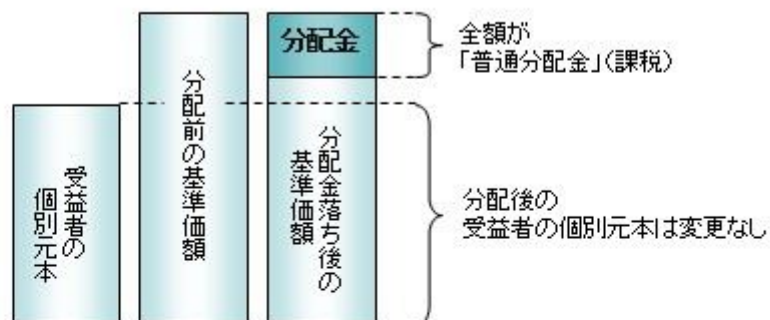 受益者の
個別元本
分配前の基準価額
分配金
分配金落ち後の
基準価額
全額が
「普通分配金」(課税)
分配後の
受益者の個別元本は変更なし